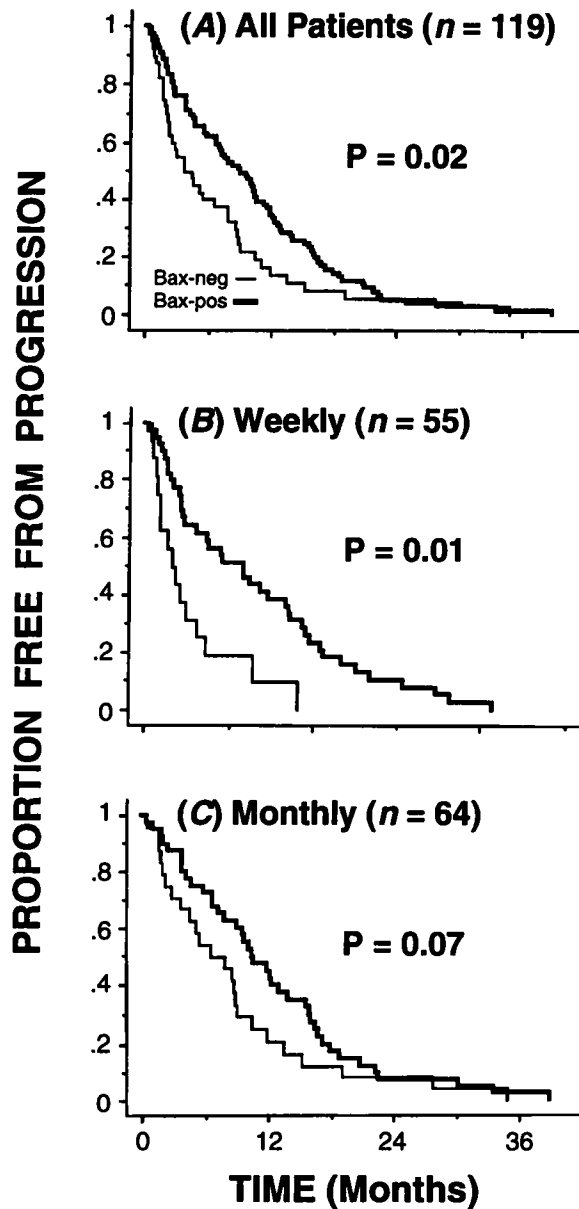 PROPORTION FREE FROM PROGRESSION
(A) All Patients (n = 119)
1
.8
.6
.4
.2
0
P = 0.02
Bax-neg
Bax-pos
(B) Weekly (n = 55)
1
.8
.6
.4
.2
0
P = 0.01
(C) Monthly (n = 64)
1
.8
.6
.4
.2
0
P = 0.07
0 12 24 36
TIME (Months)